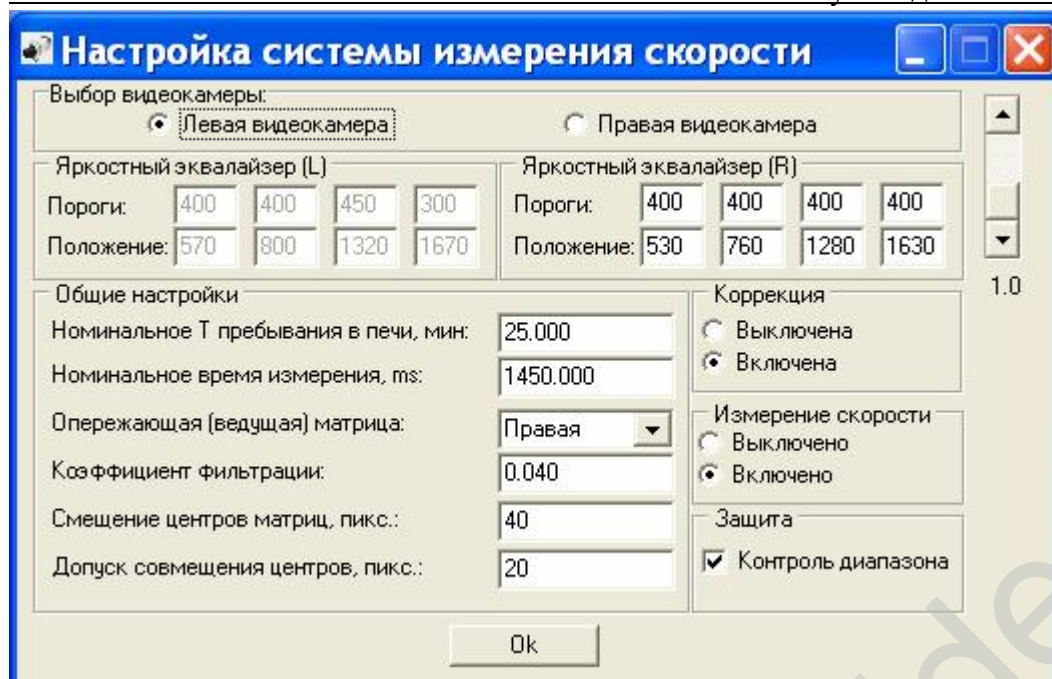 Настройка системы измерения скорости
Выбор видеокамеры:
Левая видеокамера Правая видеокамера
Яркостный эквалайзер (L) Яркостный эквалайзер (R)
Пороги: 400 400 450 300 Пороги: 400 400 400 400
Положение: 570 800 1320 1670 Положение: 530 760 1280 1630
1.0
Общие настройки Коррекция
Номинальное Т пребывания в печи, мин: 25.000 Выключена
Номинальное время измерения, ms: 1450.000 Включена
Опережающая (ведущая) матрица: Правая Измерение скорости
Выключено
Коэффициент фильтрации: 0.040 Включено
Смещение центров матриц, пикс.: 40 Защита
Допуск совмещения центров, пикс.: 20 Контроль диапазона
Ok